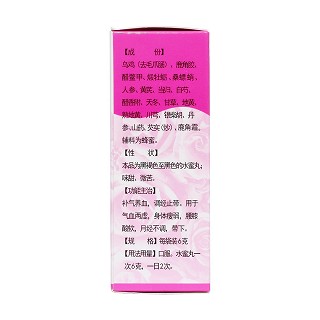 【成 份】
乌鸡（去毛爪肠）、鹿角胶、
醋鳖甲、煅牡蛎、桑螵蛸、
人参、黄芪、当归、白芍、
醋香附、天冬、甘草、地黄、
熟地黄、川芎、银柴胡、丹
参、山药、芡实（炒）、鹿角霜。
辅料为蜂蜜。
【性 状】
本品为黑褐色至黑色的水蜜丸；
味甜、微苦。
【功能主治】
补气养血，调经止带。用于
气血两虚，身体瘦弱，腰膝
酸软，月经不调，带下。
【规 格】每袋装6克
【用法用量】口服。水蜜丸一
次6克，一日2次。